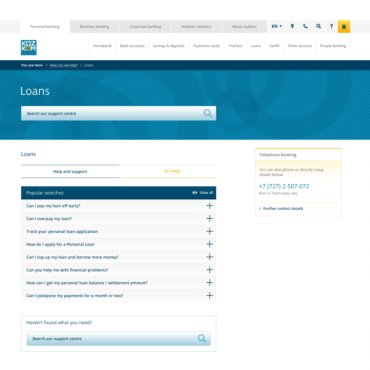 Personal banking
Business banking
Corporate banking
Investor relations
About Kazkom
EN
KAZ
KOM
Homebank
Bank accounts
Savings & deposits
Payments cards
Transfers
Loans
Tariffs
Other services
Private banking
You are here
How can we help?
Loans
Loans
Search our support centre
Loans
Help and support
All FAQs
Popular searches
View all
Can I pay my loan off early?
Can I overpay my loan?
Track your personal loan application
How do I apply for a Personal Loan
Can I top up my loan and borrow more money?
Can you help me with financial problems?
How can I get my personal loan balance / settlement amount?
Can I postpone my payments for a month or two?
Haven't found what you need?
Search our support centre
Telephone banking
You can also phone us directly using
details below:
+7 (727) 2-507-072
8am or 10pm every day
Further contact details